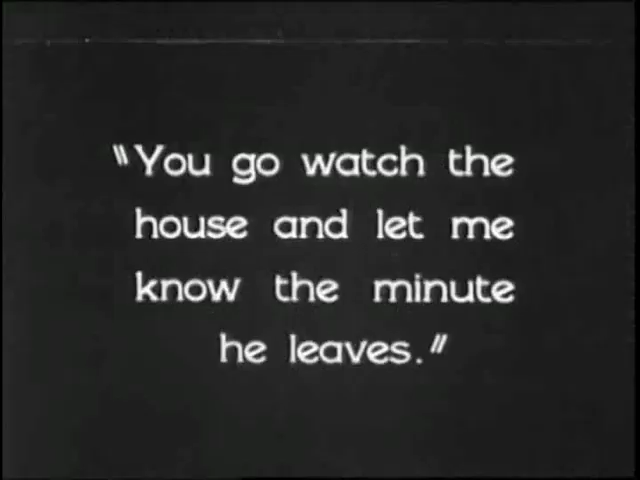 "You go watch the
house and let me
know the minute
he leaves."